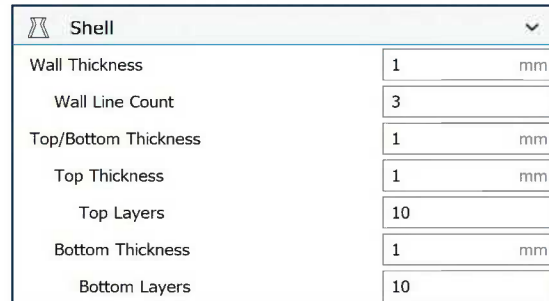 Shell
Wall Thickness 1 mm
Wall Line Count 3
Top/Bottom Thickness 1 mm
Top Thickness 1 mm
Top Layers 10
Bottom Thickness 1 mm
Bottom Layers 10